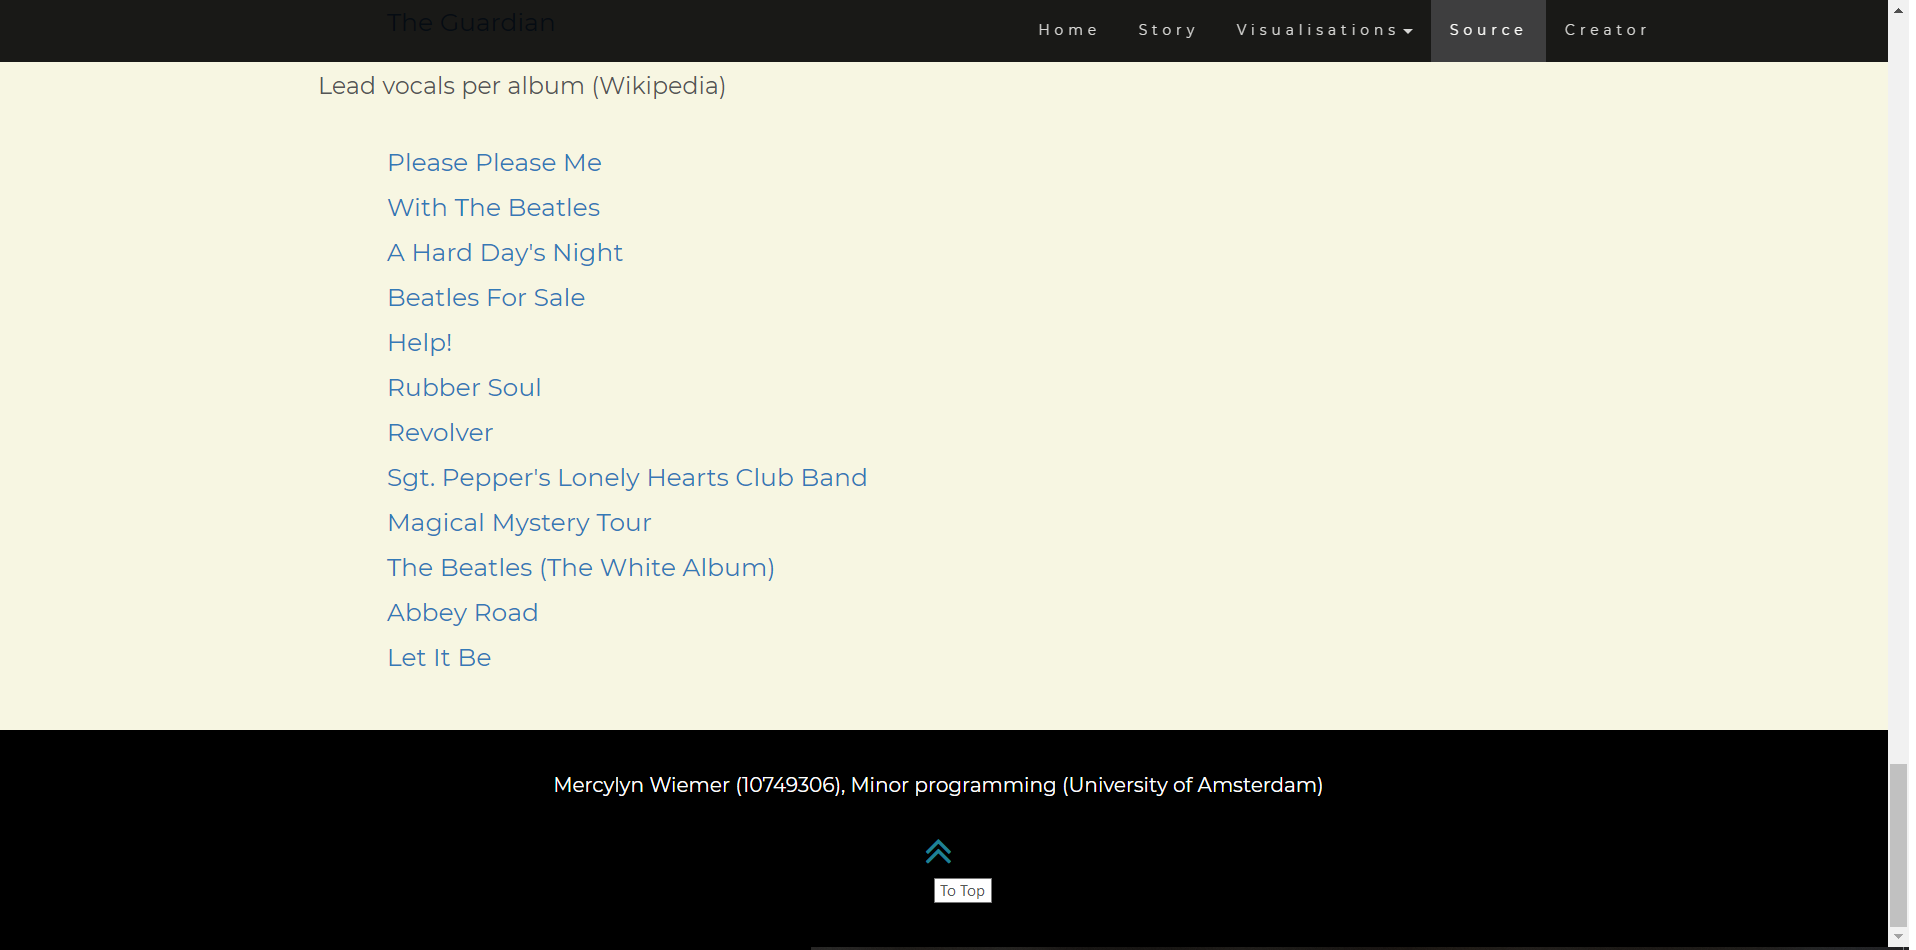 The Guardian
Home Story Visualisations Source Creator
Lead vocals per album (Wikipedia)
Please Please Me
With The Beatles
A Hard Day's Night
Beatles For Sale
Help!
Rubber Soul
Revolver
Sgt. Pepper's Lonely Hearts Club Band
Magical Mystery Tour
The Beatles (The White Album)
Abbey Road
Let It Be
Mercylyn Wiemer (10749306), Minor programming (University of Amsterdam)
To Top